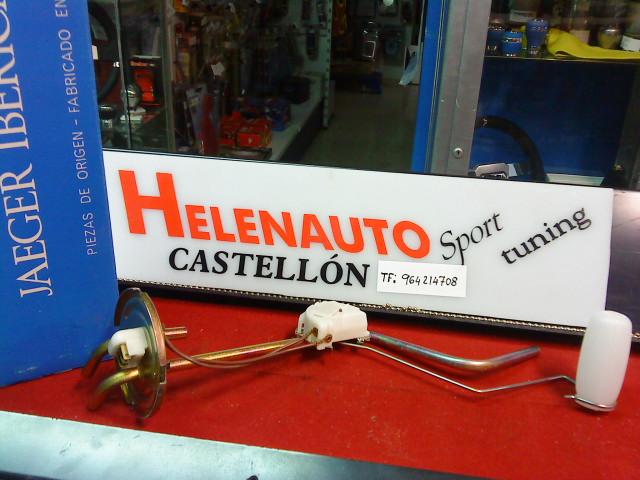 JAEGER IBERICA
PIEZAS DE ORIGEN - FABRICADO EN
HELENAUTO Sport tuning
CASTELLÓN
TF: 964214708